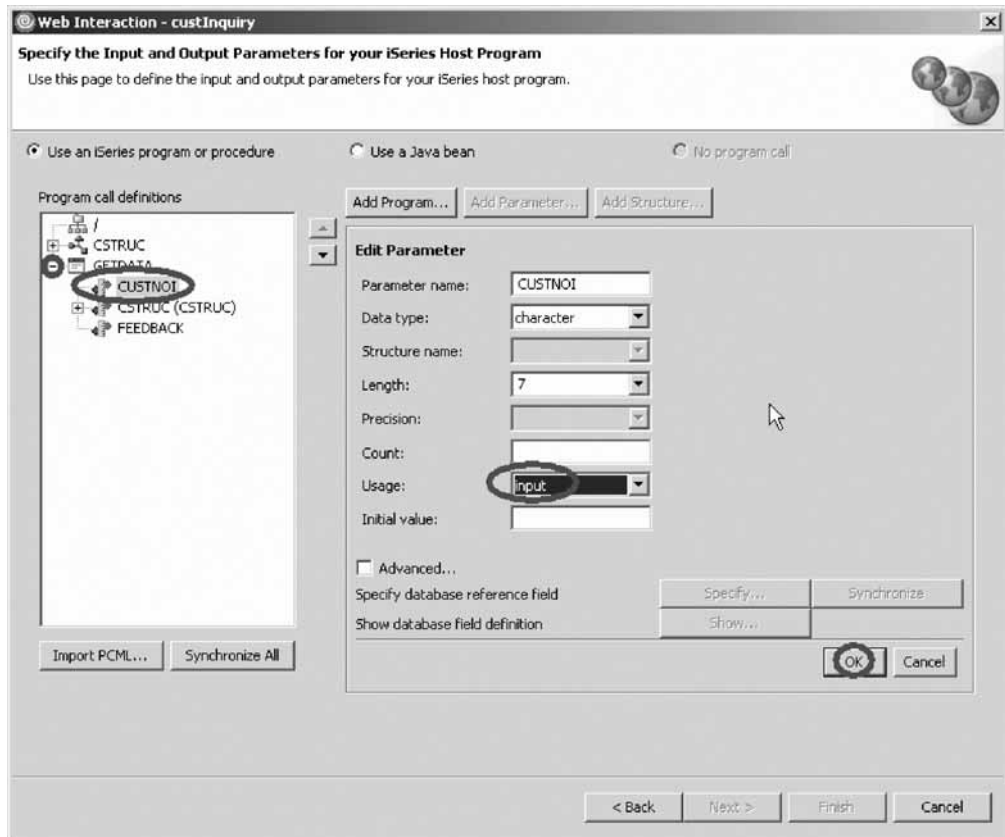 Web Interaction - custInquiry
Specify the Input and Output Parameters for your iSeries Host Program
Use this page to define the input and output parameters for your iSeries host program.
Use an iSeries program or procedure
Use a Java bean
No program call
Program call definitions
Add Program...
Add Parameter...
Add Structure...
/
CSTRUC
GETDATA
CUSTNOI
CSTRUC (CSTRUC)
FEEDBACK
Edit Parameter
Parameter name: CUSTNOI
Data type: character
Structure name:
Length: 7
Precision:
Count:
Usage: input
Initial value:
Advanced...
Specify database reference field Specify... Synchronize
Show database field definition Show...
Import PCML... Synchronize All
OK Cancel
< Back Next > Finish Cancel